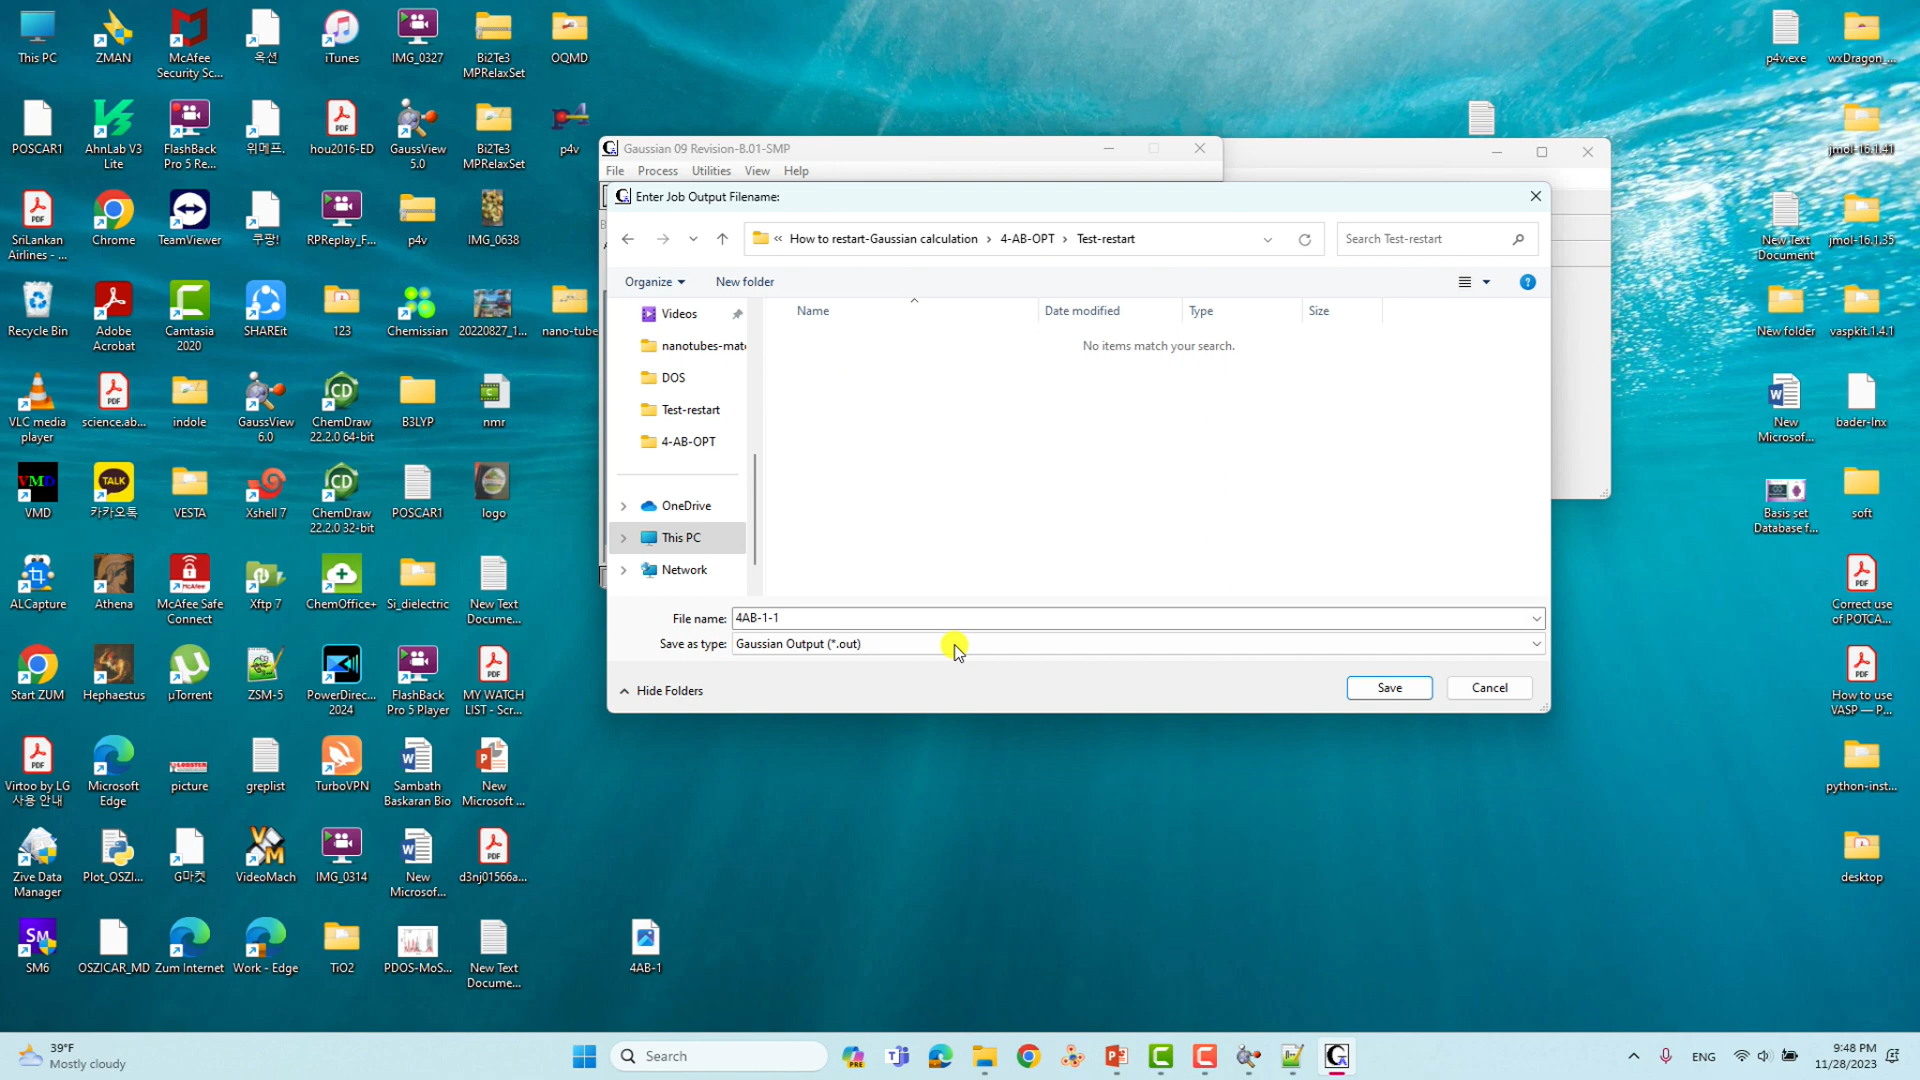 This PC
ZMAN
McAfee
Security Sc...
옥션
iTunes
IMG_0327
Bi2Te3
MPRelaxSet
OQMD
p4v.exe
wxDragon_...
POSCAR1
AhnLab V3
Lite
FlashBack
Pro 5 Re...
위메프.
hou2016-ED
GaussView
5.0
Bi2Te3
MPRelaxSet
p4v
jmol-16.1.41
SriLankan
Airlines - ...
Chrome
TeamViewer
쿠팡!
RPReplay_F...
p4v
IMG_0638
New Text
Document
jmol-16.1.35
Recycle Bin
Adobe
Acrobat
Camtasia
2020
SHAREit
123
Chemissian
20220827_1...
nano-tube
New folder
vaspkit.1.4.1
VLC media
player
science.ab...
indole
GaussView
6.0
ChemDraw
22.2.0 64-bit
B3LYP
nmr
New
Microsof...
bader-lnx
VMD
카카오톡
VESTA
Xshell 7
ChemDraw
22.2.0 32-bit
POSCAR1
logo
Basis set
Database f...
soft
ALCapture
Athena
McAfee Safe
Connect
Xftp 7
ChemOffice+
Si_dielectric
New Text
Docume...
Correct use
of POTCA...
Start ZUM
Hephaestus
µTorrent
ZSM-5
PowerDirec...
2024
FlashBack
Pro 5 Player
MY WATCH
LIST - Scr...
How to use
VASP — P...
Virtoo by LG
사용 안내
Microsoft
Edge
picture
greplist
TurboVPN
Sambath
Baskaran Bio
New
Microsoft ...
python-inst...
Zive Data
Manager
Plot_OSZI...
G마켓
VideoMach
IMG_0314
New
Microsof...
d3nj01566a...
desktop
SM6
OSZICAR_MD
Zum Internet
Work - Edge
TiO2
PDOS-MoS...
New Text
Docume...
4AB-1
Gaussian 09 Revision-B.01-SMP
File Process Utilities View Help
Enter Job Output Filename:
« How to restart-Gaussian calculation › 4-AB-OPT › Test-restart
Search Test-restart
Organize
New folder
Name
Date modified
Type
Size
No items match your search.
Videos
nanotubes-mat
DOS
Test-restart
4-AB-OPT
OneDrive
This PC
Network
File name: 4AB-1-1
Save as type: Gaussian Output (*.out)
Hide Folders
Save
Cancel
39°F
Mostly cloudy
Search
ENG
9:48 PM
11/28/2023